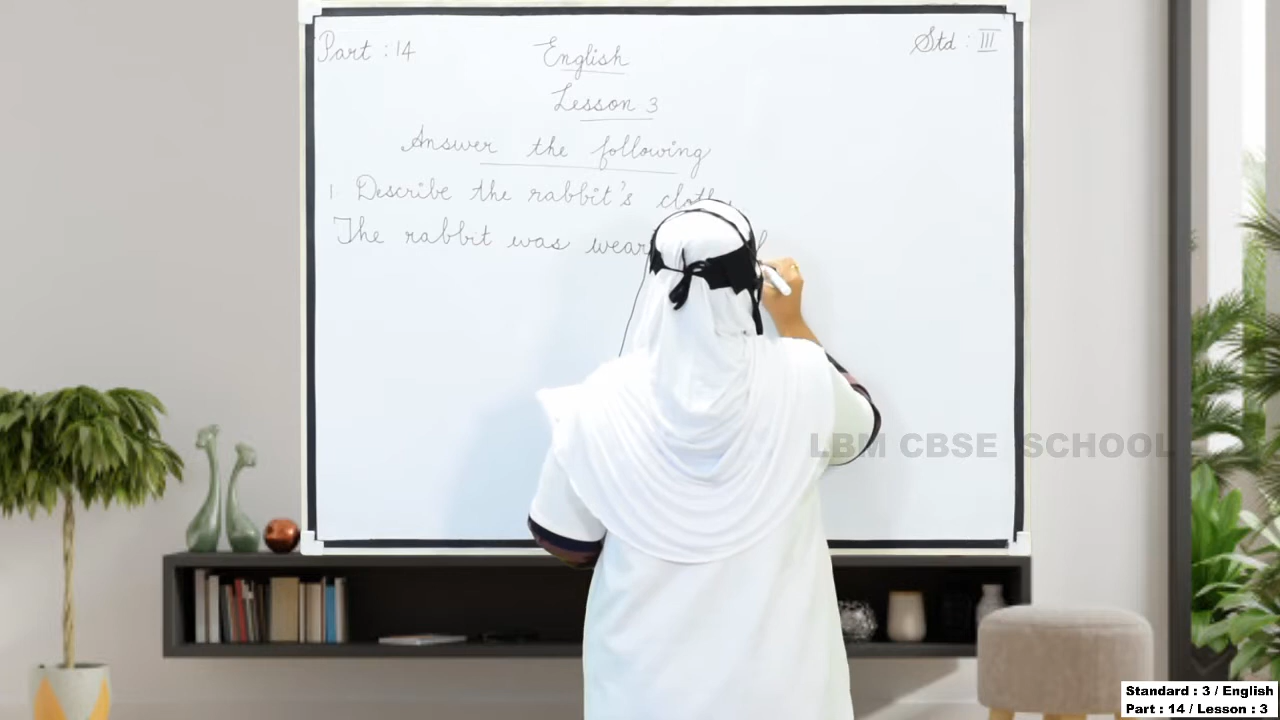 Part : 14
English
Std : III
Lesson 3
Answer the following
1. Describe the rabbit's
The rabbit was
LBM CBSE SCHOOL
Standard : 3 / English
Part : 14 / Lesson : 3